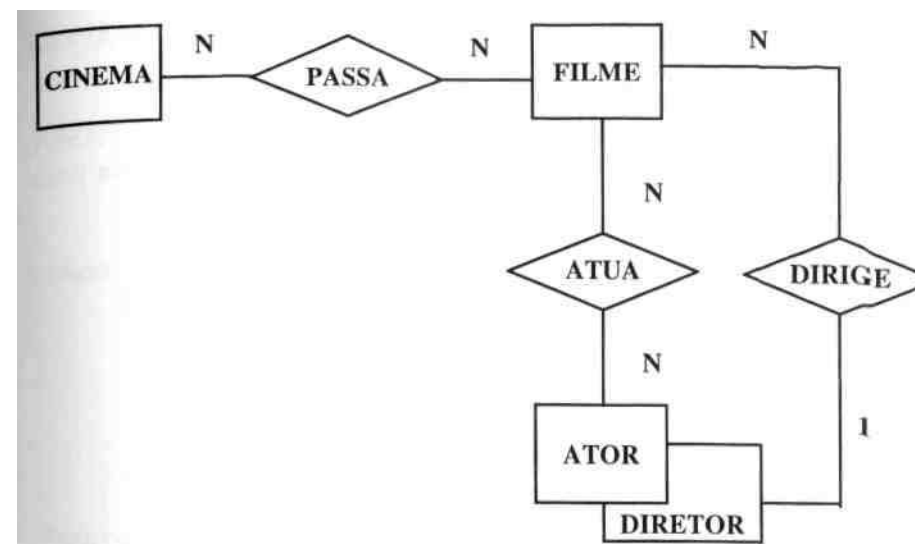 N N N
CINEMA PASSA FILME
N
ATUA DIRIGE
N
1
ATOR
DIRETOR